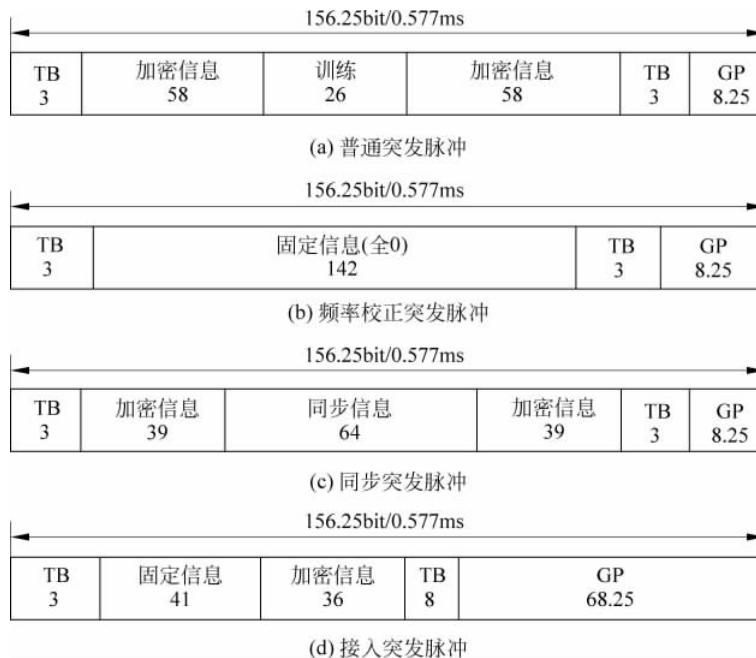 156.25bit/0.577ms
TB 加密信息 训练 加密信息 TB GP
3 58 26 58 3 8.25
(a) 普通突发脉冲
156.25bit/0.577ms
TB 固定信息(全0) TB GP
3 142 3 8.25
(b) 频率校正突发脉冲
156.25bit/0.577ms
TB 加密信息 同步信息 加密信息 TB GP
3 39 64 39 3 8.25
(c) 同步突发脉冲
156.25bit/0.577ms
TB 固定信息 加密信息 TB GP
3 41 36 8 68.25
(d) 接入突发脉冲